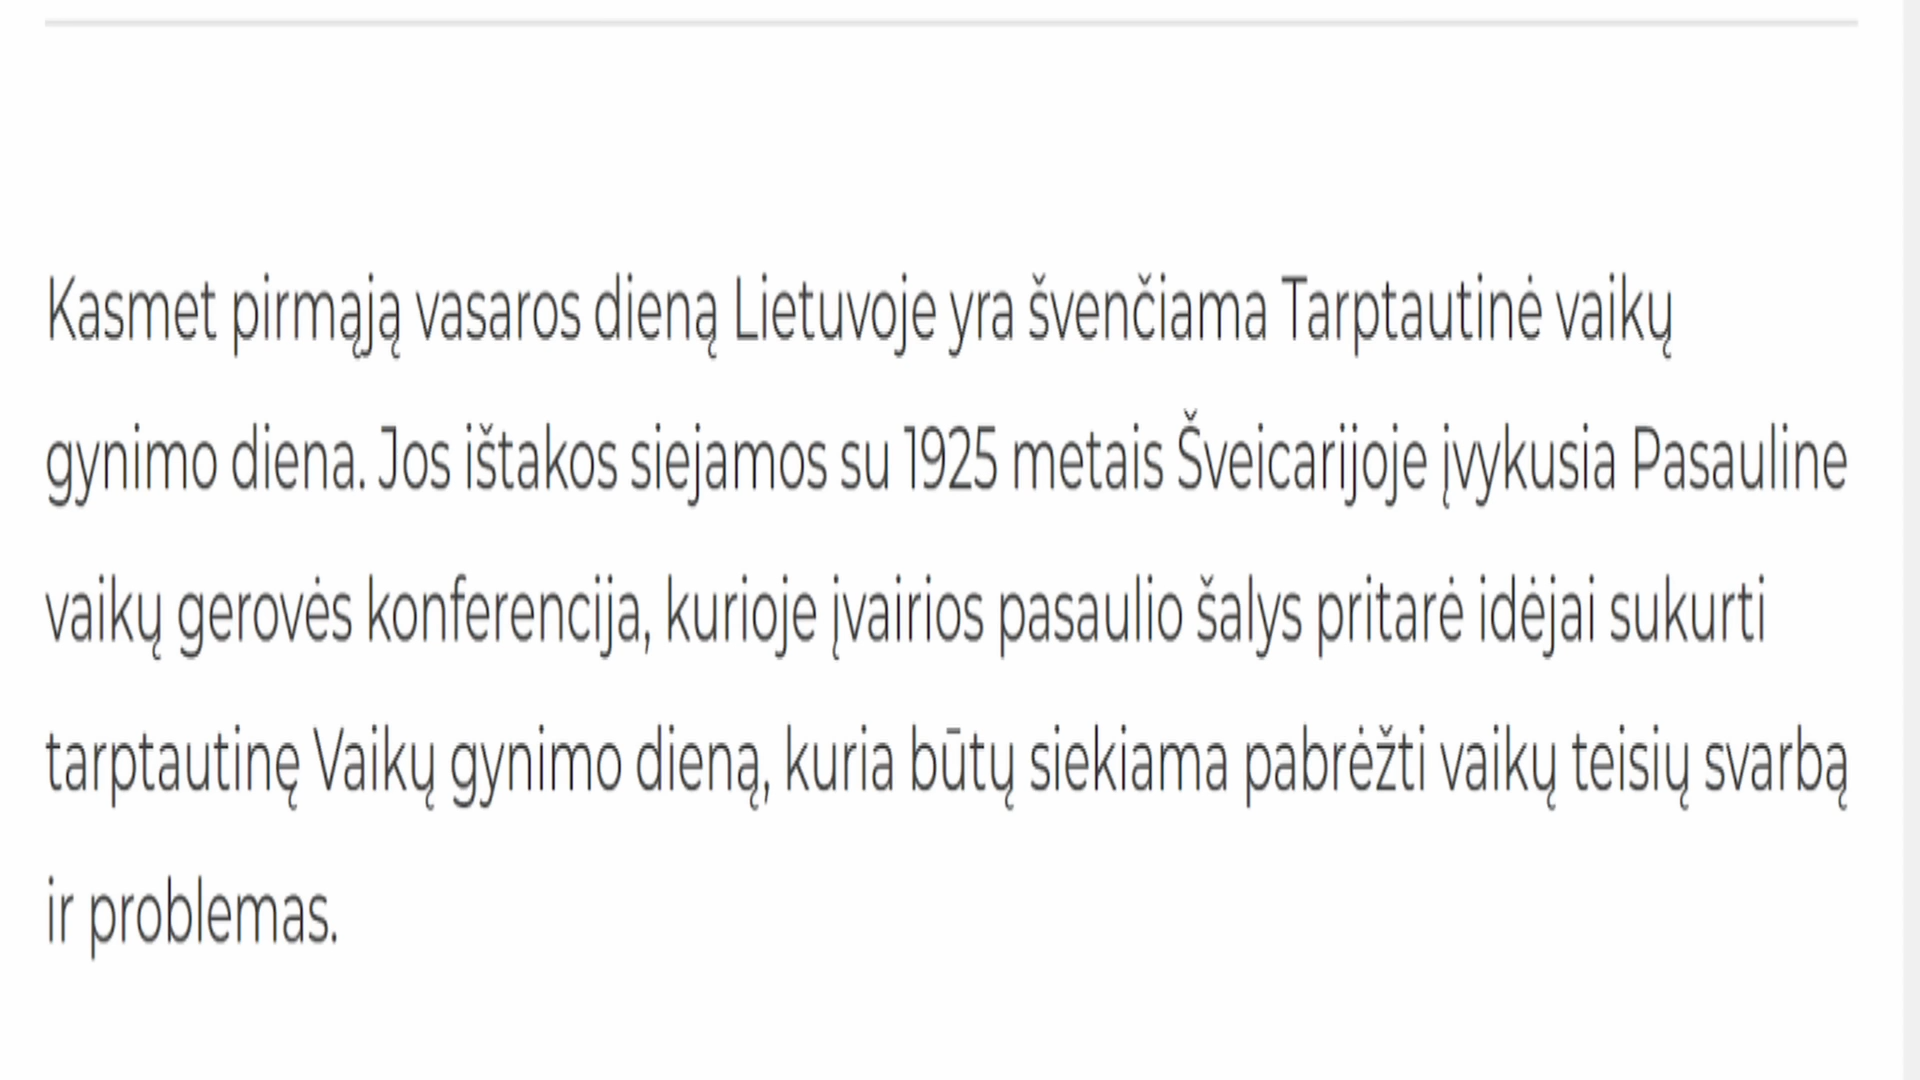 Kasmet pirmąją vasaros dieną Lietuvoje yra švenčiama Tarptautinė vaikų
gynimo diena. Jos ištakos siejamos su 1925 metais Šveicarijoje įvykusia Pasauline
vaikų gerovės konferencija, kurioje įvairios pasaulio šalys pritarė idėjai sukurti
tarptautinę Vaikų gynimo dieną, kuria būtų siekiama pabrėžti vaikų teisių svarbą
ir problemas.